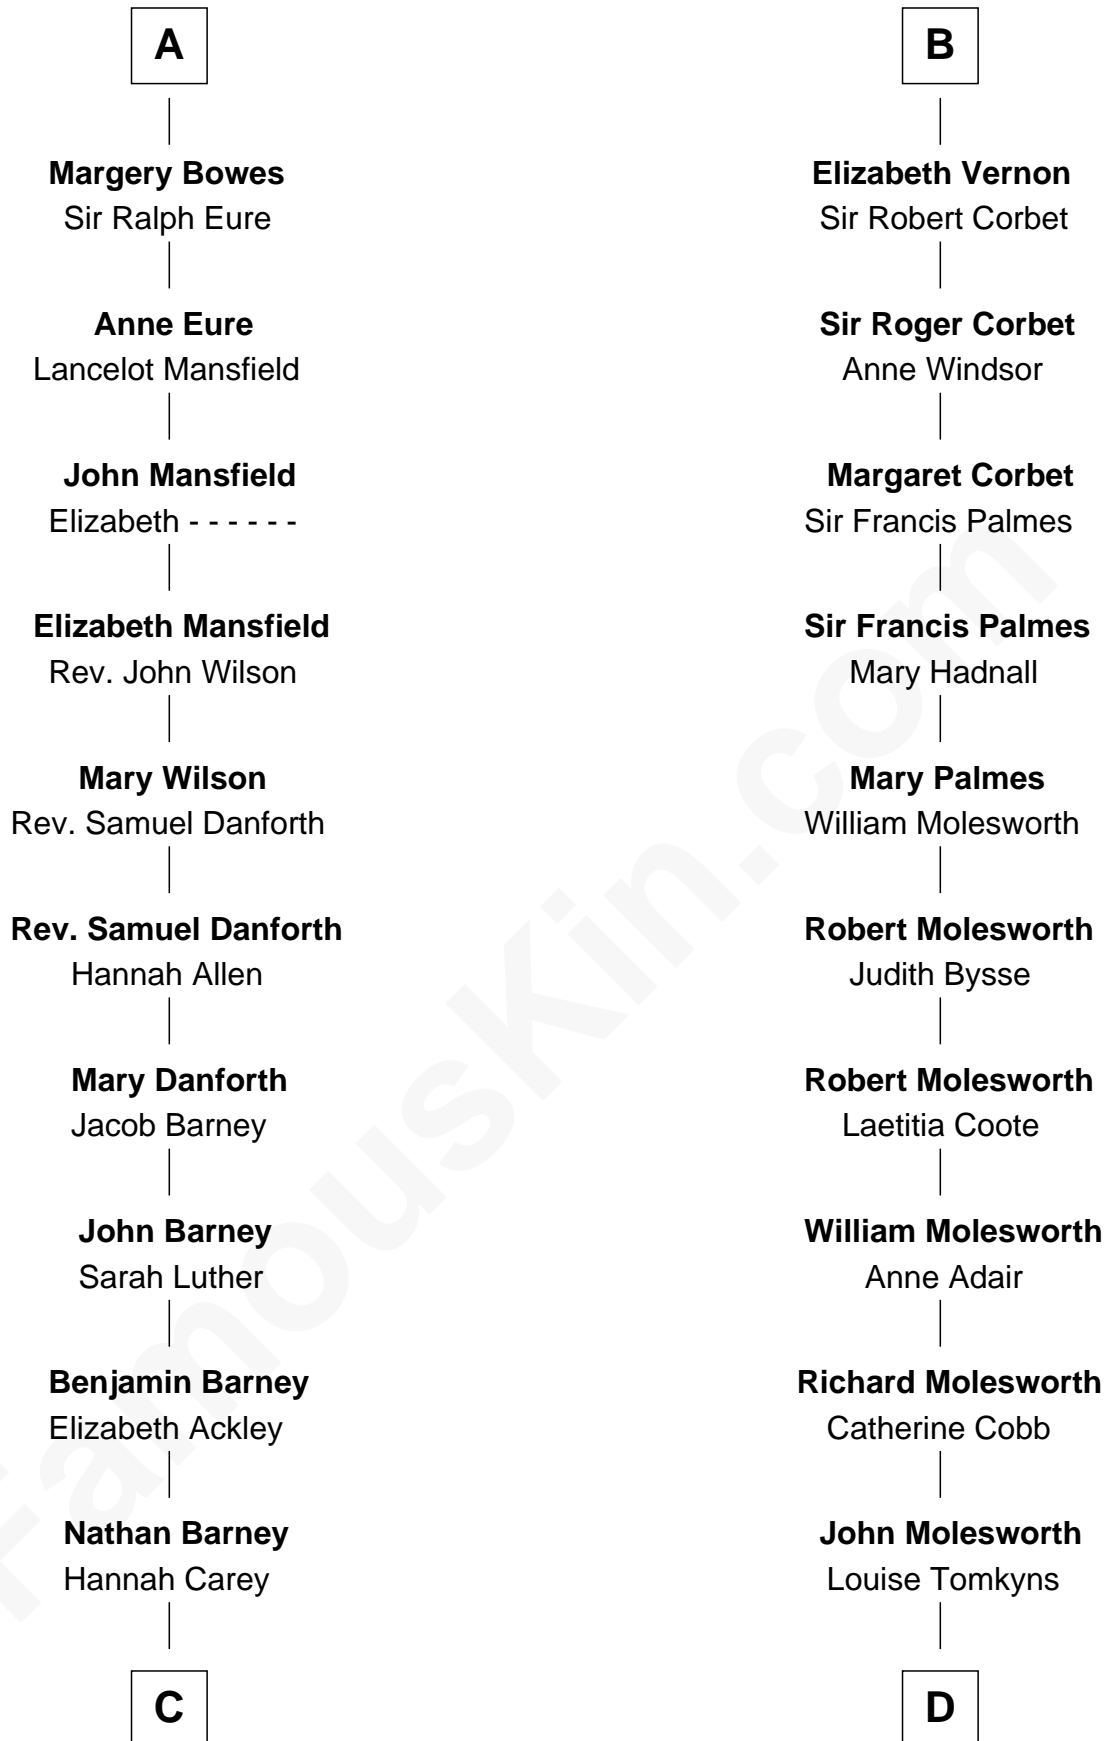 A
Margery Bowes
Sir Ralph Eure
Anne Eure
Lancelot Mansfield
John Mansfield
Elizabeth - - - - - -
Elizabeth Mansfield
Rev. John Wilson
Mary Wilson
Rev. Samuel Danforth
Rev. Samuel Danforth
Hannah Allen
Mary Danforth
Jacob Barney
John Barney
Sarah Luther
Benjamin Barney
Elizabeth Ackley
Nathan Barney
Hannah Carey
C
B
Elizabeth Vernon
Sir Robert Corbet
Sir Roger Corbet
Anne Windsor
Margaret Corbet
Sir Francis Palmes
Sir Francis Palmes
Mary Hadnall
Mary Palmes
William Molesworth
Robert Molesworth
Judith Bysse
Robert Molesworth
Laetitia Coote
William Molesworth
Anne Adair
Richard Molesworth
Catherine Cobb
John Molesworth
Louise Tomkyns
D
FamousKin.com